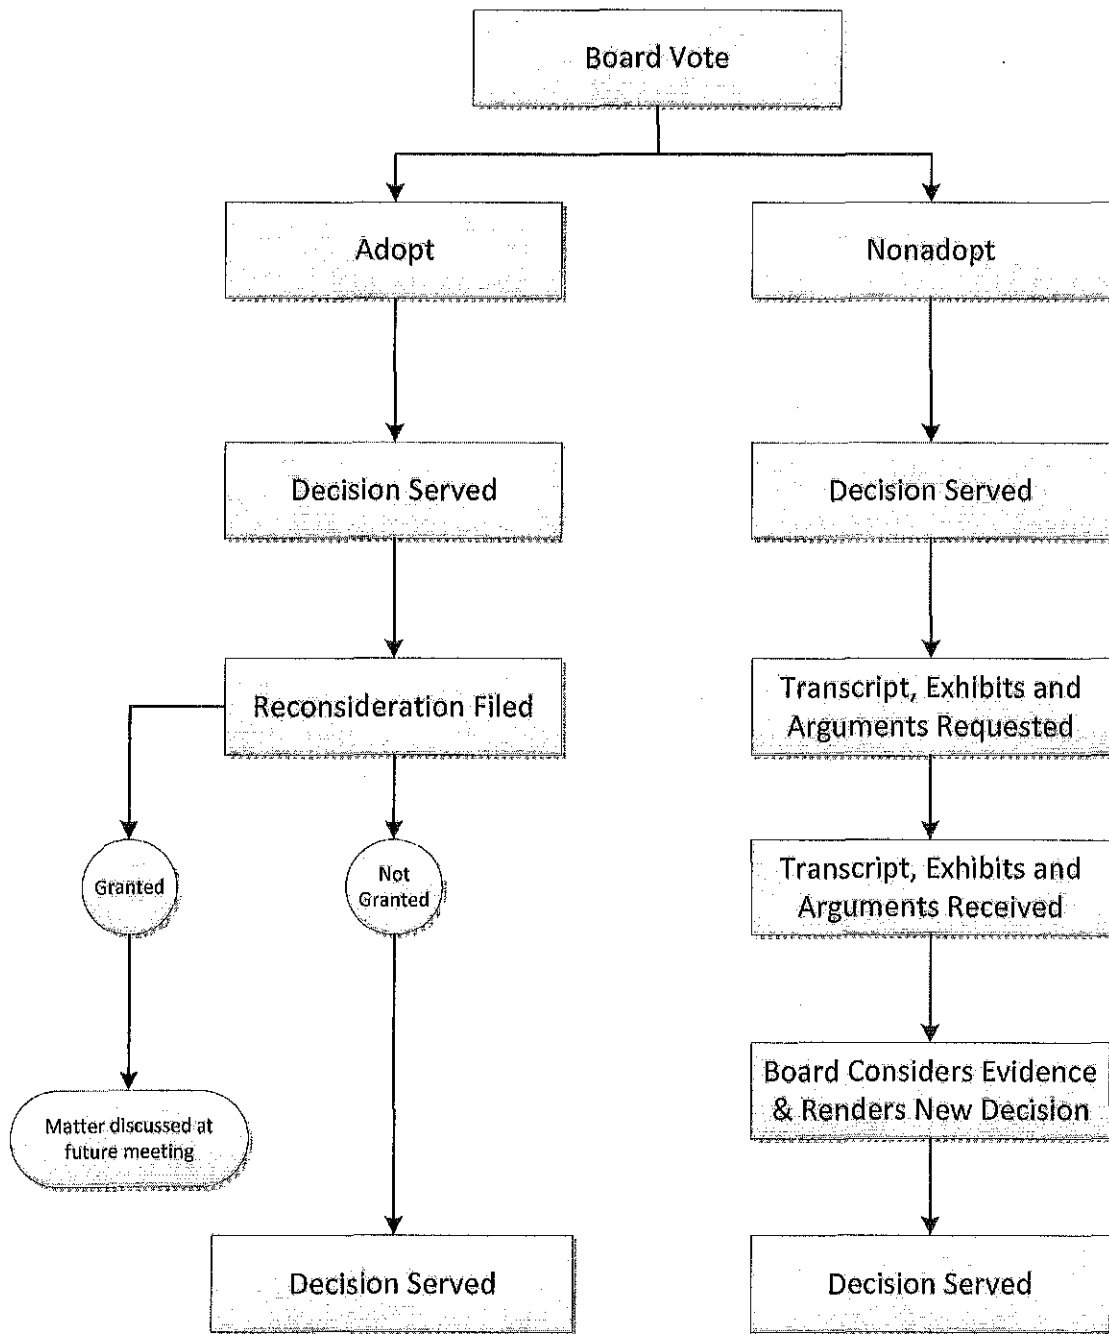 Board Vote
Adopt
Nonadopt
Decision Served
Decision Served
Reconsideration Filed
Transcript, Exhibits and
Arguments Requested
Granted
Not
Granted
Transcript, Exhibits and
Arguments Received
Board Considers Evidence
& Renders New Decision
Matter discussed at
future meeting
Decision Served
Decision Served